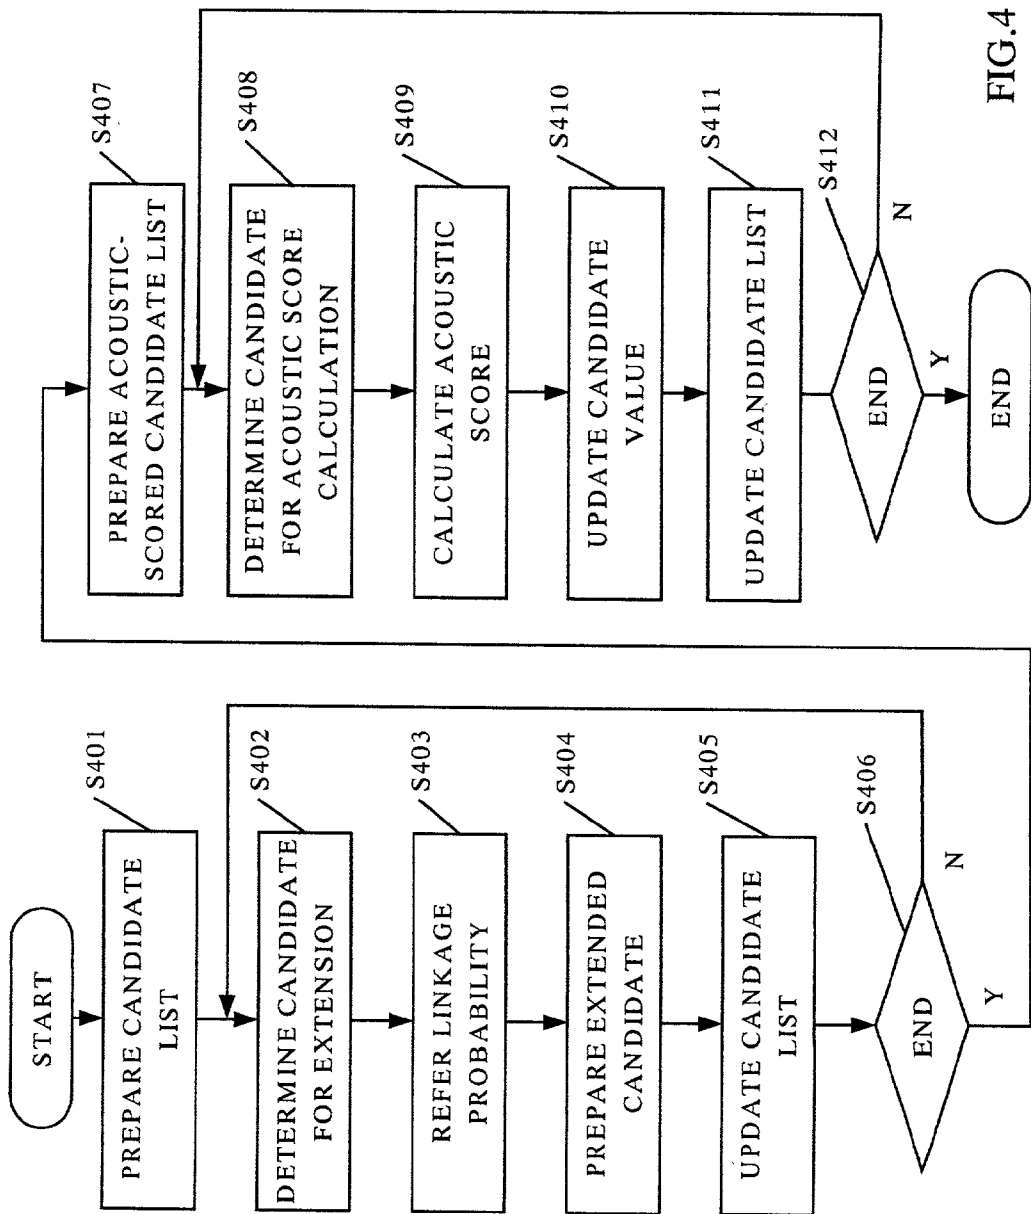 START
PREPARE CANDIDATE
LIST
S401
DETERMINE CANDIDATE
FOR EXTENSION
S402
REFER LINKAGE
PROBABILITY
S403
PREPARE EXTENDED
CANDIDATE
S404
UPDATE CANDIDATE
LIST
S405
END
S406
N
Y
PREPARE ACOUSTIC-
SCORED CANDIDATE LIST
S407
DETERMINE CANDIDATE
FOR ACOUSTIC SCORE
CALCULATION
S408
CALCULATE ACOUSTIC
SCORE
S409
UPDATE CANDIDATE
VALUE
S410
UPDATE CANDIDATE LIST
S411
END
S412
N
Y
END
FIG.4